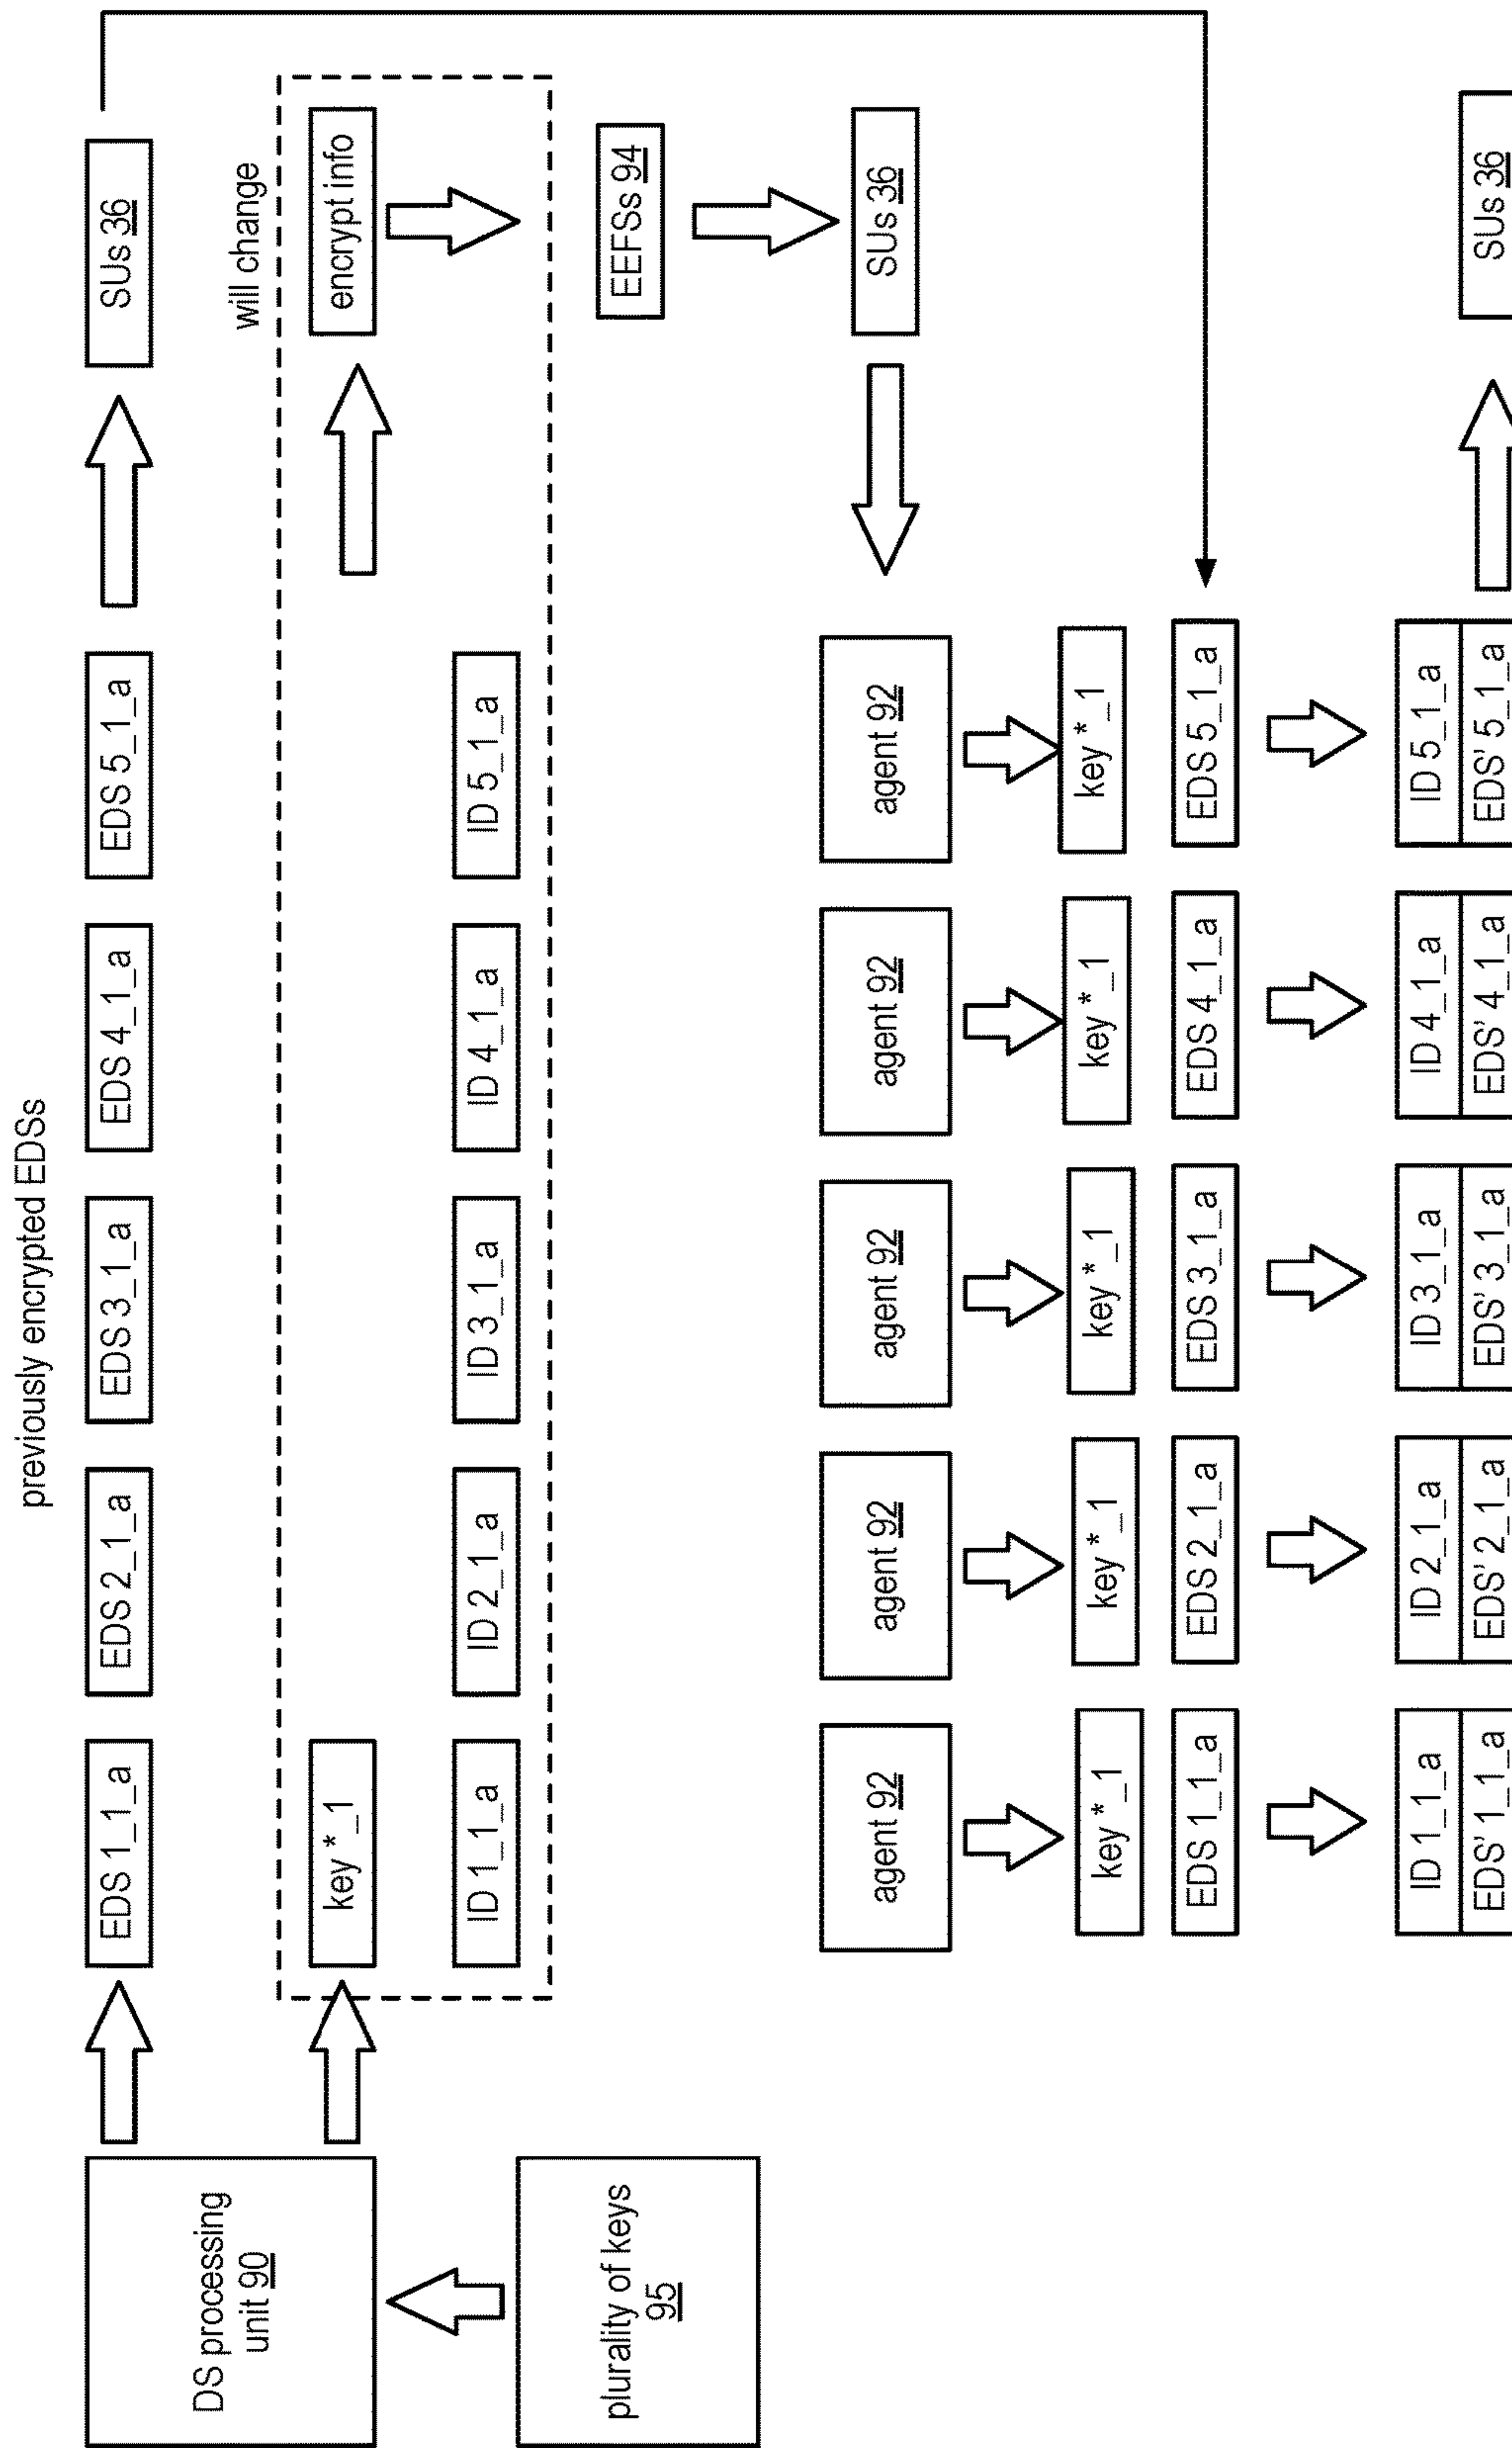 previously encrypted EDSs
DS processing
unit 90
EDS 1_1_a
EDS 2_1_a
EDS 3_1_a
EDS 4_1_a
EDS 5_1_a
SUs 36
will change
key *_1
encrypt info
ID 1_1_a
ID 2_1_a
ID 3_1_a
ID 4_1_a
ID 5_1_a
plurality of keys
95
EEFSs 94
agent 92
agent 92
agent 92
agent 92
agent 92
SUs 36
key *_1
key *_1
key *_1
key *_1
key *_1
EDS 1_1_a
EDS 2_1_a
EDS 3_1_a
EDS 4_1_a
EDS 5_1_a
ID 1_1_a
ID 2_1_a
ID 3_1_a
ID 4_1_a
ID 5_1_a
EDS' 1_1_a
EDS' 2_1_a
EDS' 3_1_a
EDS' 4_1_a
EDS' 5_1_a
SUs 36